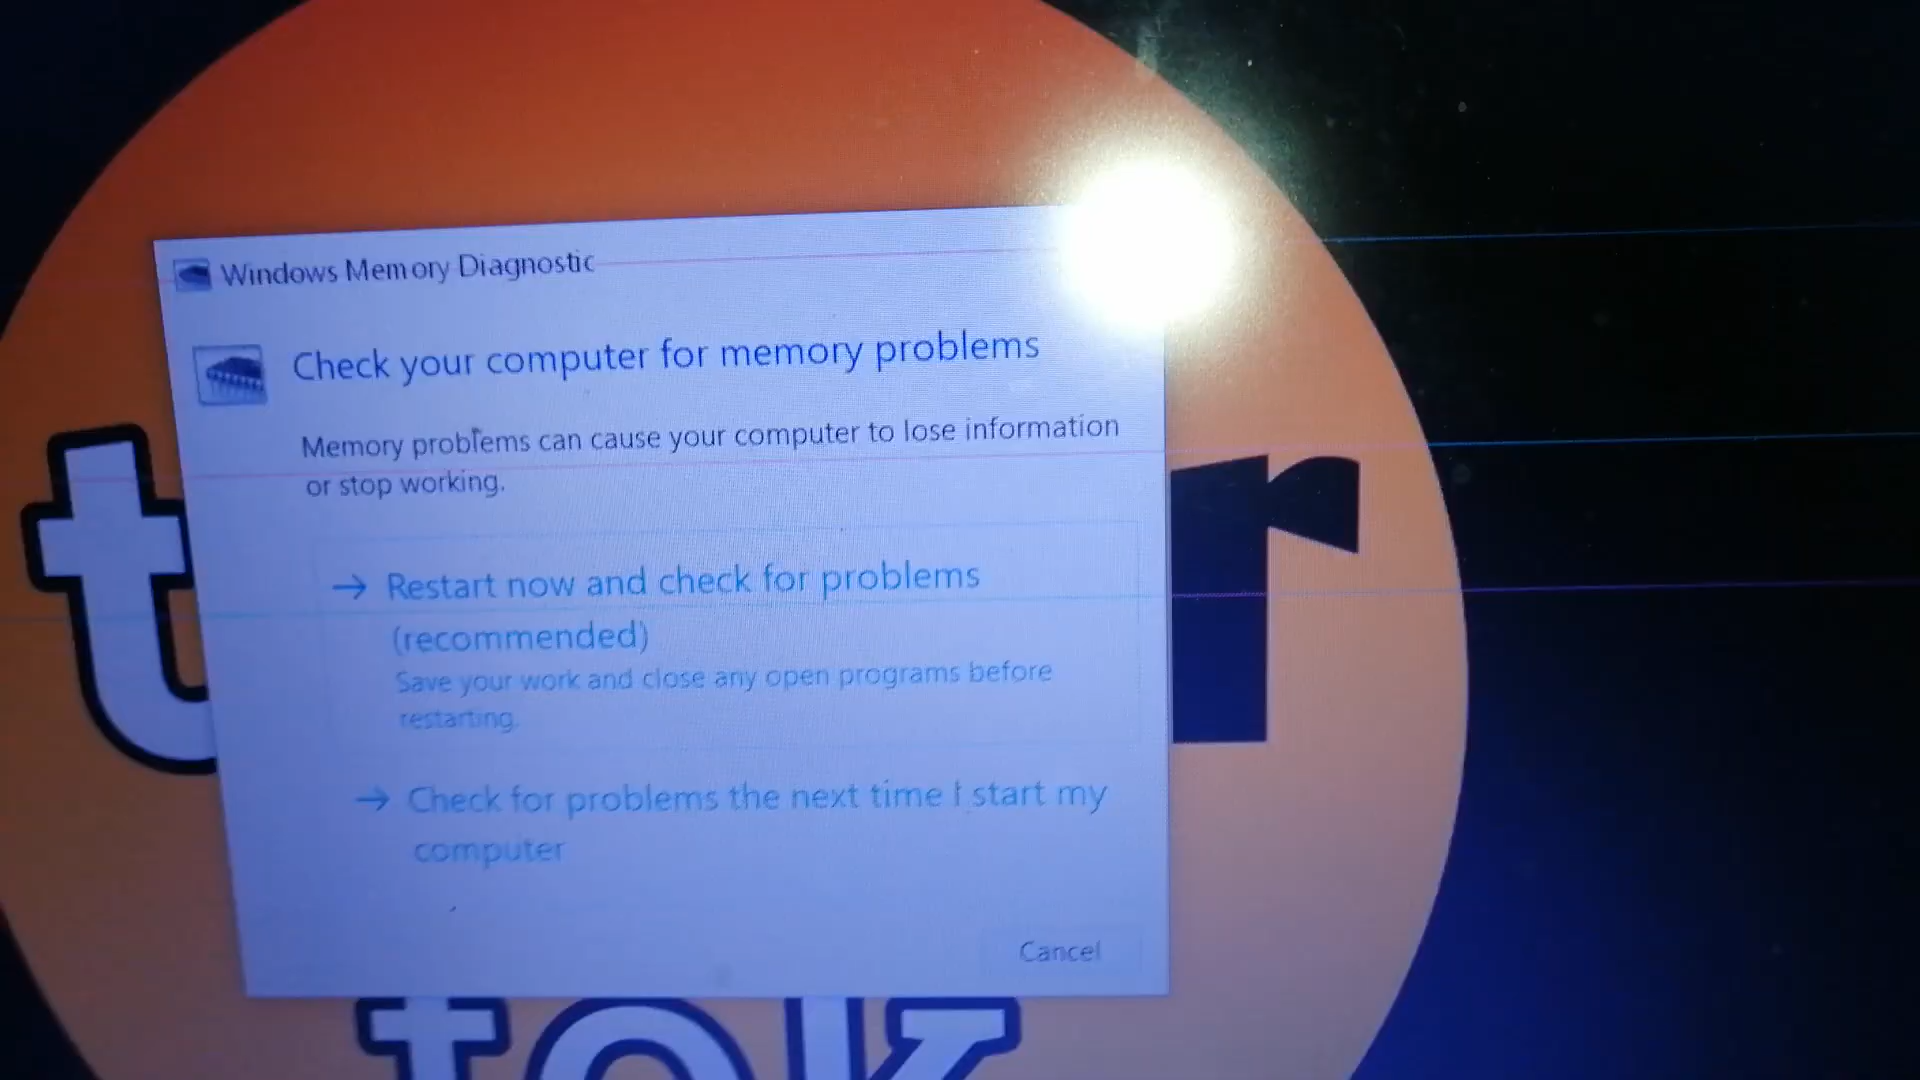 Windows Memory Diagnostic
Check your computer for memory problems
Memory problems can cause your computer to lose information
or stop working.
→ Restart now and check for problems
(recommended)
Save your work and close any open programs before
restarting.
→ Check for problems the next time I start my
computer
Cancel